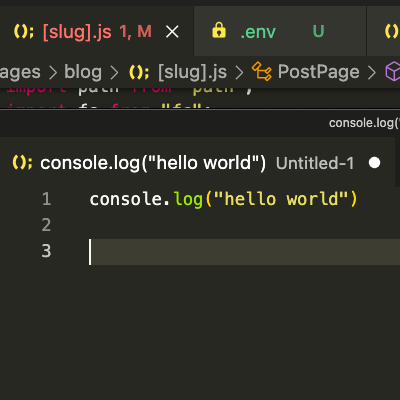 [slug].js 1, M .env U
ages > blog > [slug].js > PostPage >
import path from "path";
import fs from "fs";
console.log("
console.log("hello world") Untitled-1
1 console.log("hello world")
2
3